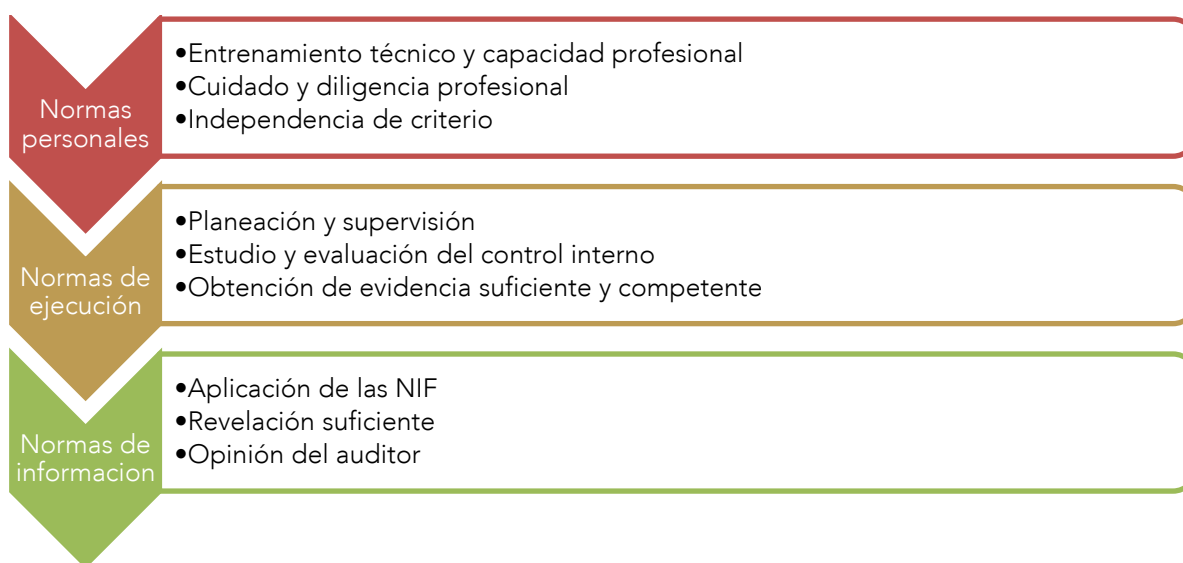 Normas
personales
•Entrenamiento técnico y capacidad profesional
•Cuidado y diligencia profesional
•Independencia de criterio
Normas de
ejecución
•Planeación y supervisión
•Estudio y evaluación del control interno
•Obtención de evidencia suficiente y competente
Normas de
informacion
•Aplicación de las NIF
•Revelación suficiente
•Opinión del auditor